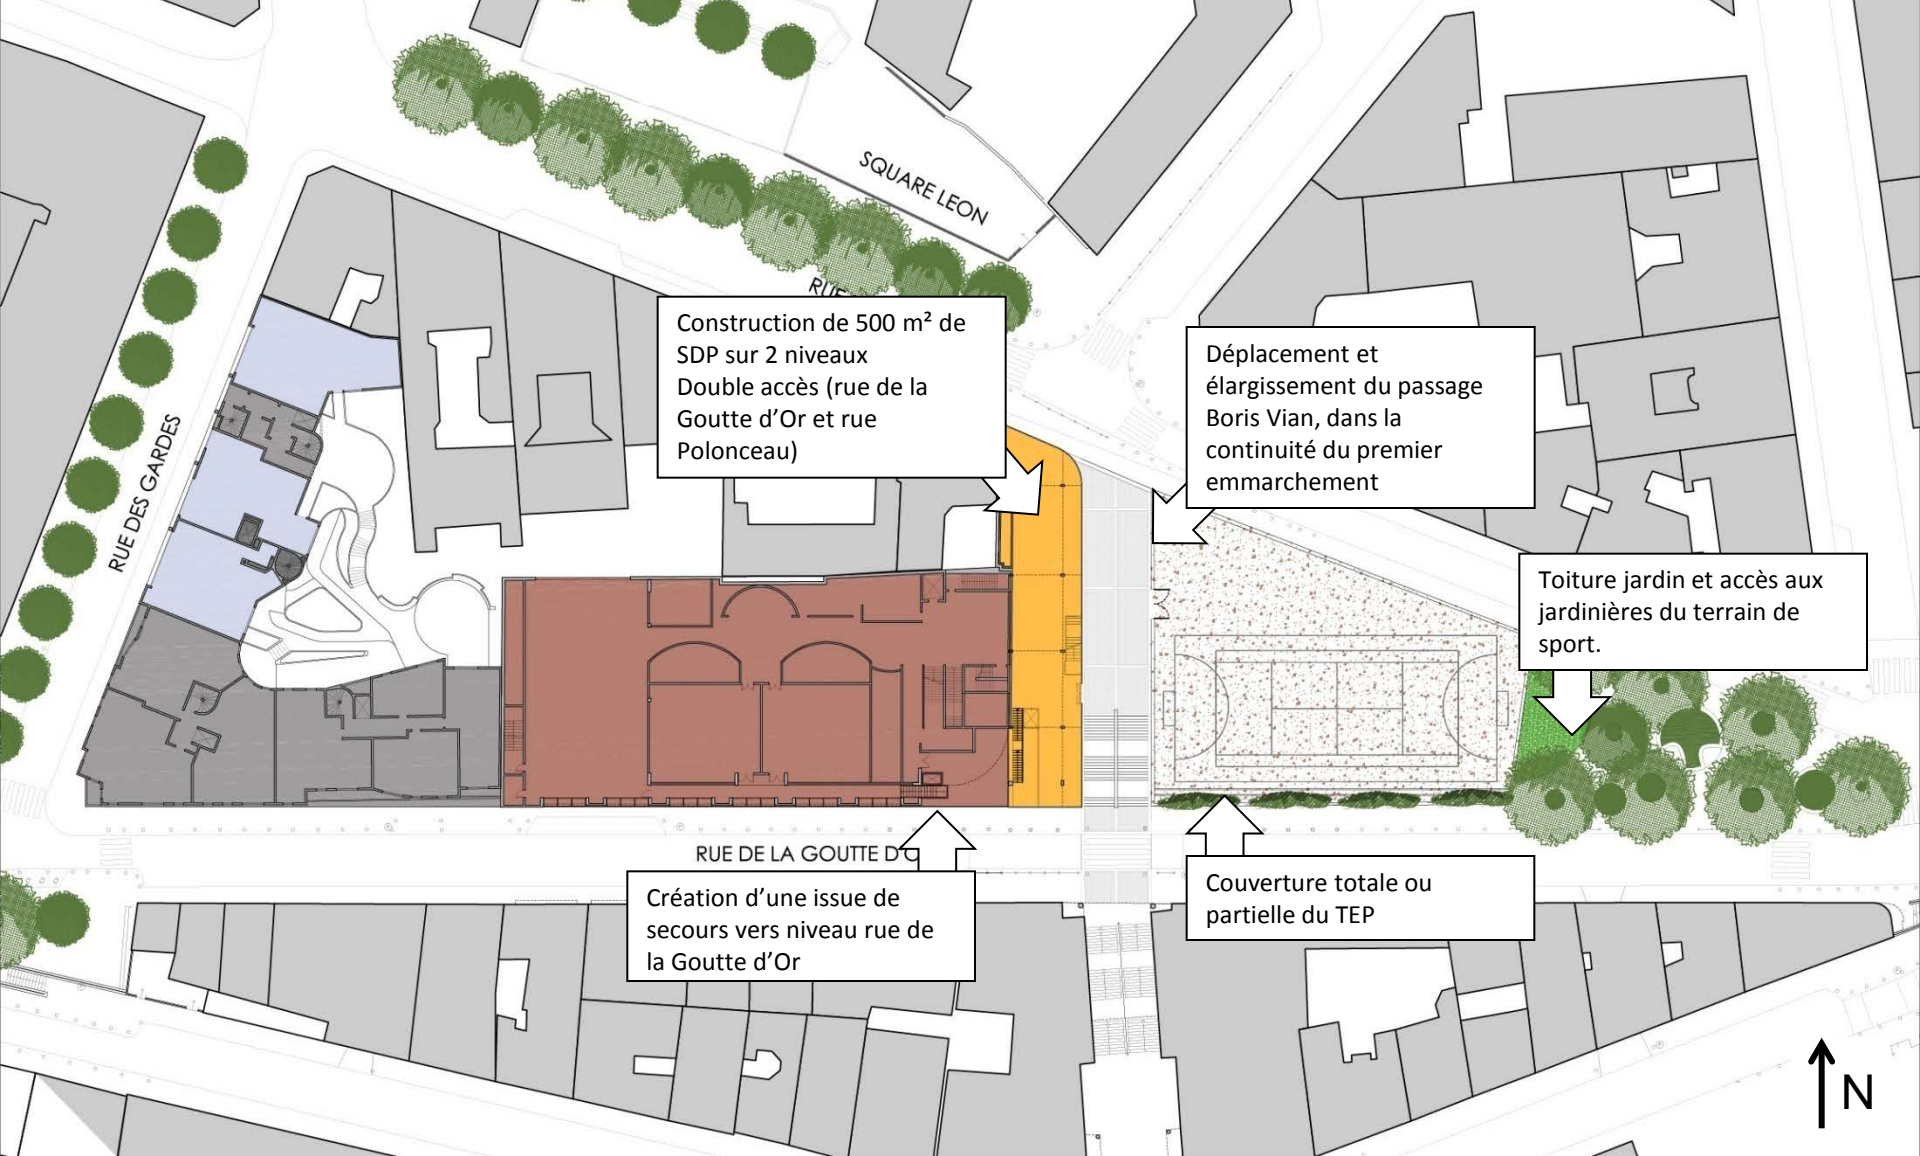 SQUARE LEON
RUE
Construction de 500 m² de
SDP sur 2 niveaux
Double accès (rue de la
Goutte d'Or et rue
Polonceau)
Déplacement et
élargissement du passage
Boris Vian, dans la
continuité du premier
emmarchement
RUE DES GARDES
Toiture jardin et accès aux
jardinières du terrain de
sport.
RUE DE LA GOUTTE D'O
Création d'une issue de
secours vers niveau rue de
la Goutte d'Or
Couverture totale ou
partielle du TEP
N